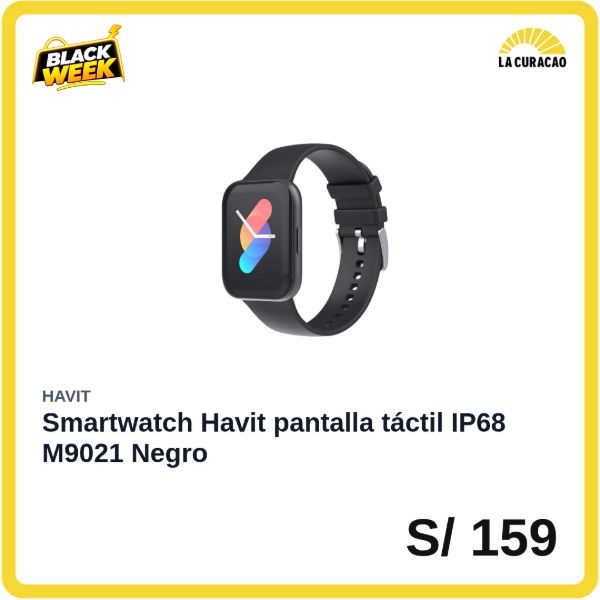 BLACK
WEEK
LA CURACAO
HAVIT
Smartwatch Havit pantalla táctil IP68
M9021 Negro
S/ 159